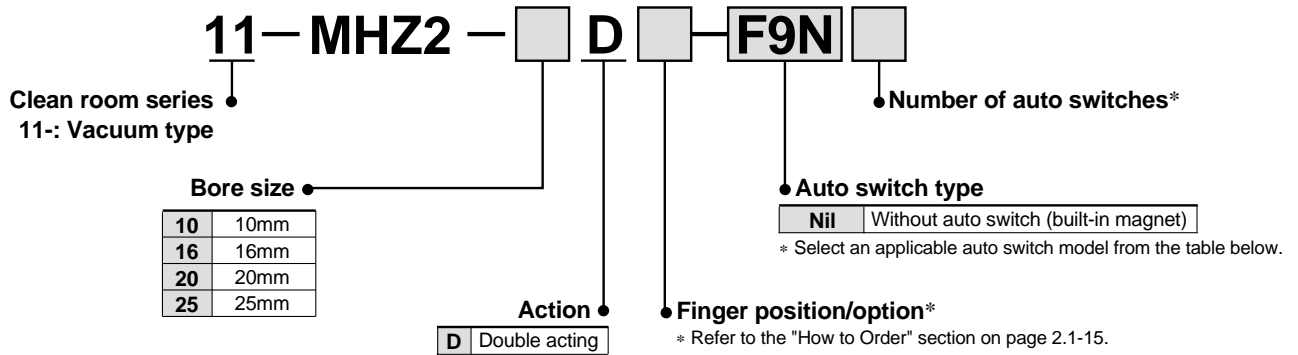 11 — MHZ2 — D — F9N
Clean room series
11-: Vacuum type
Number of auto switches*
Bore size
10 10mm
16 16mm
20 20mm
25 25mm
Auto switch type
Nil Without auto switch (built-in magnet)
* Select an applicable auto switch model from the table below.
Action
D Double acting
Finger position/option*
* Refer to the "How to Order" section on page 2.1-15.